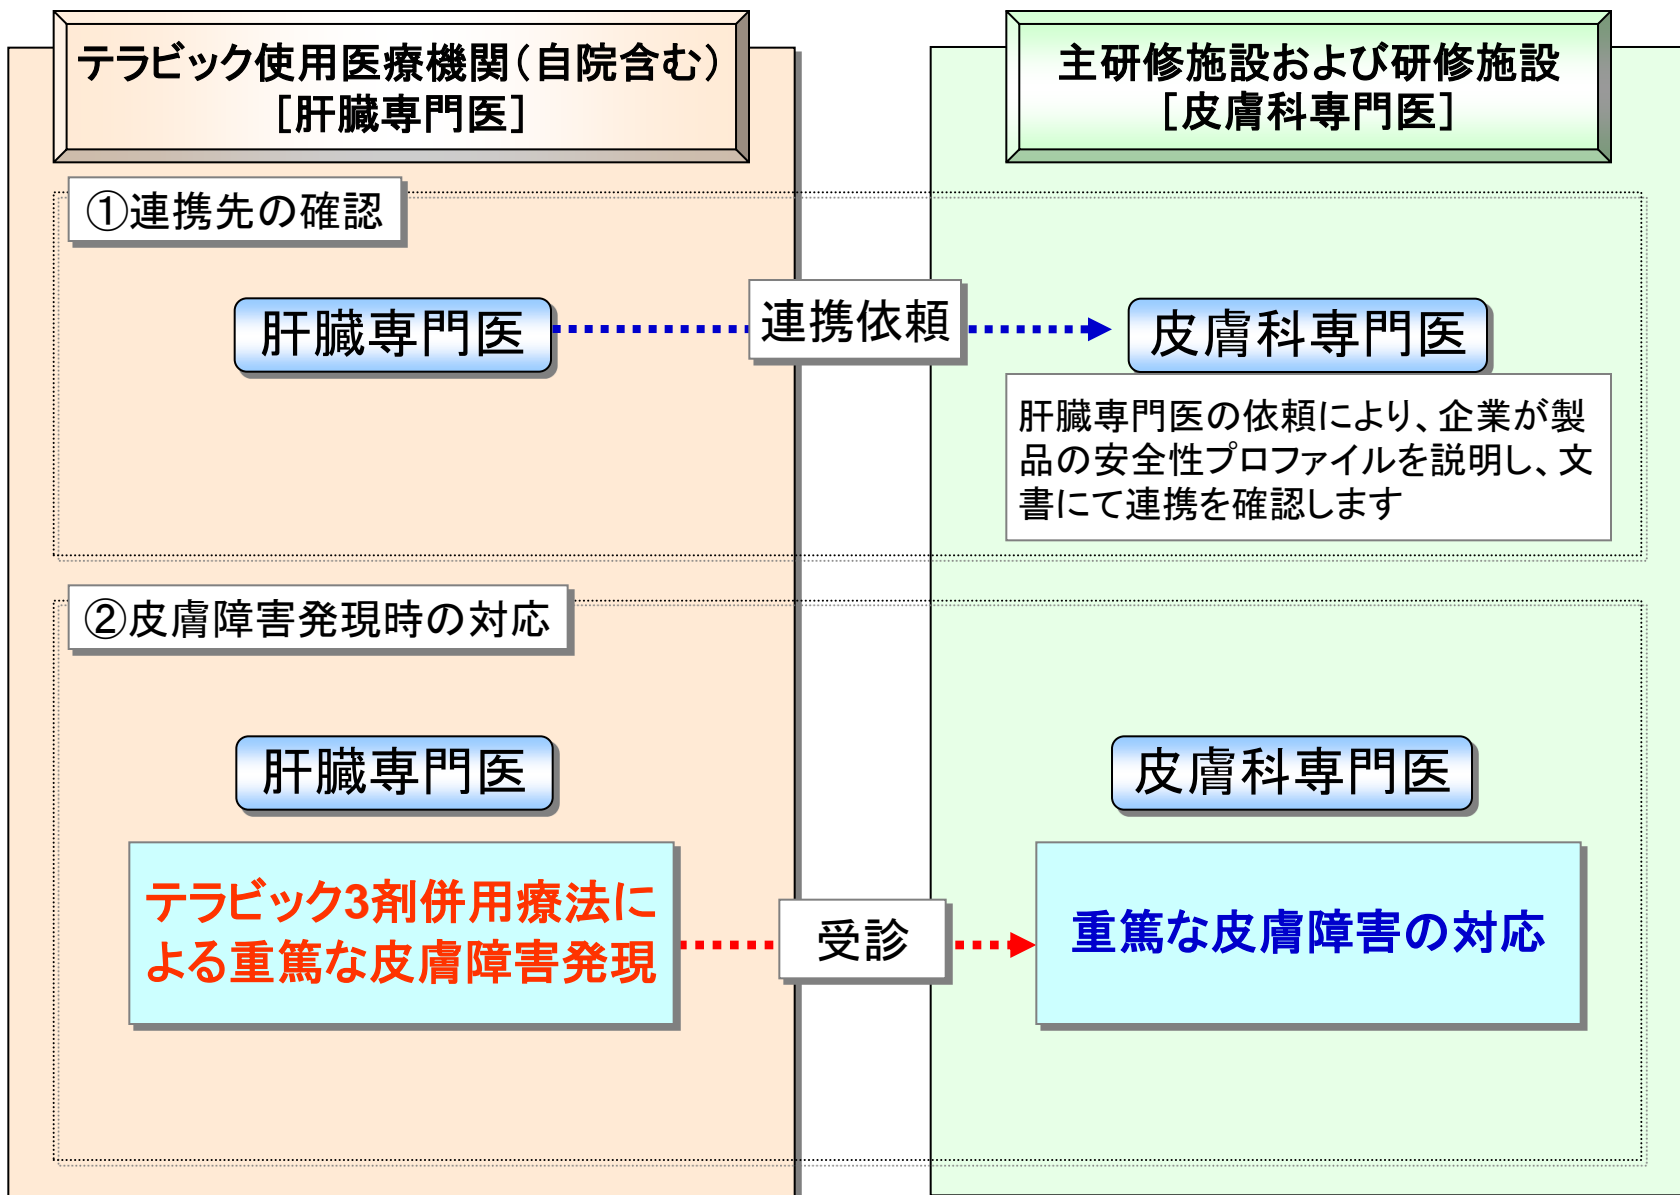 テラビック使用医療機関（自院含む）
［肝臓専門医］
主研修施設および研修施設
［皮膚科専門医］
①連携先の確認
肝臓専門医
連携依頼
皮膚科専門医
肝臓専門医の依頼により、企業が製
品の安全性プロファイルを説明し、文
書にて連携を確認します
②皮膚障害発現時の対応
肝臓専門医
皮膚科専門医
テラビック3剤併用療法に
よる重篤な皮膚障害発現
受診
重篤な皮膚障害の対応